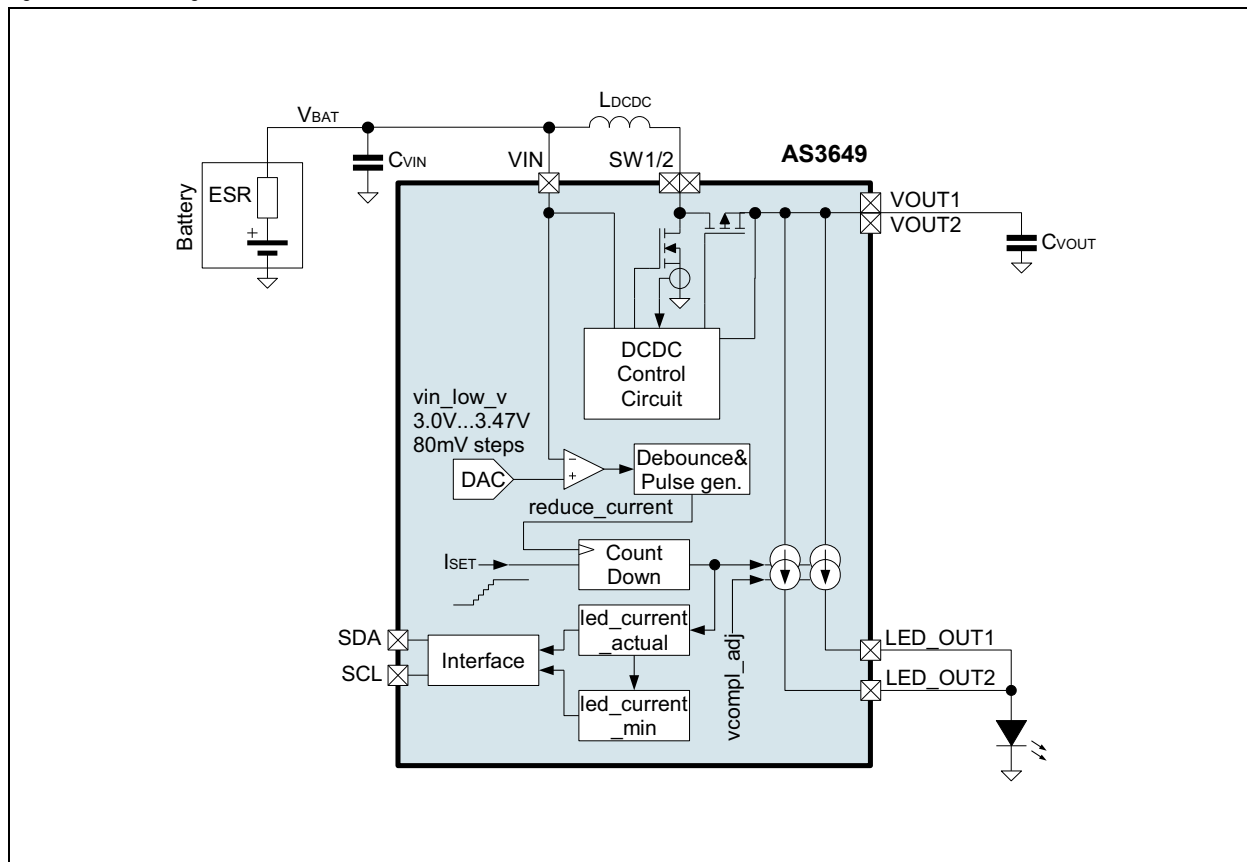 LDCDC
VBAT
AS3649
CVIN
VIN
SW1/2
ESR
Battery
+
VOUT1
VOUT2
CVOUT
DCDC
Control
Circuit
vin_low_v
3.0V...3.47V
80mV steps
DAC
−
+
Debounce&
Pulse gen.
reduce_current
ISET
Count
Down
led_current
_actual
vcompl_adj
SDA
SCL
Interface
led_current
_min
LED_OUT1
LED_OUT2